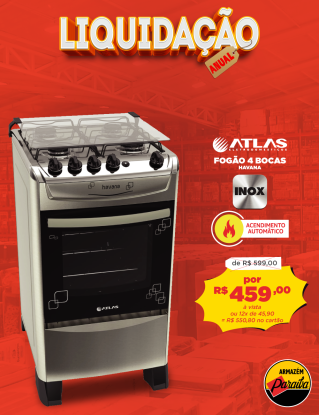 LIQUIDAÇÃO
ANUAL
ATLAS
ELETRODOMÉSTICOS
FOGÃO 4 BOCAS
HAVANA
INOX
ACENDIMENTO
AUTOMÁTICO
de R$ 599,00
por
R$ 459,00
à vista
ou 12x de 45,90
= R$ 550,80 no cartão
havana
ATLAS
ARMAZÉM
Paraíba